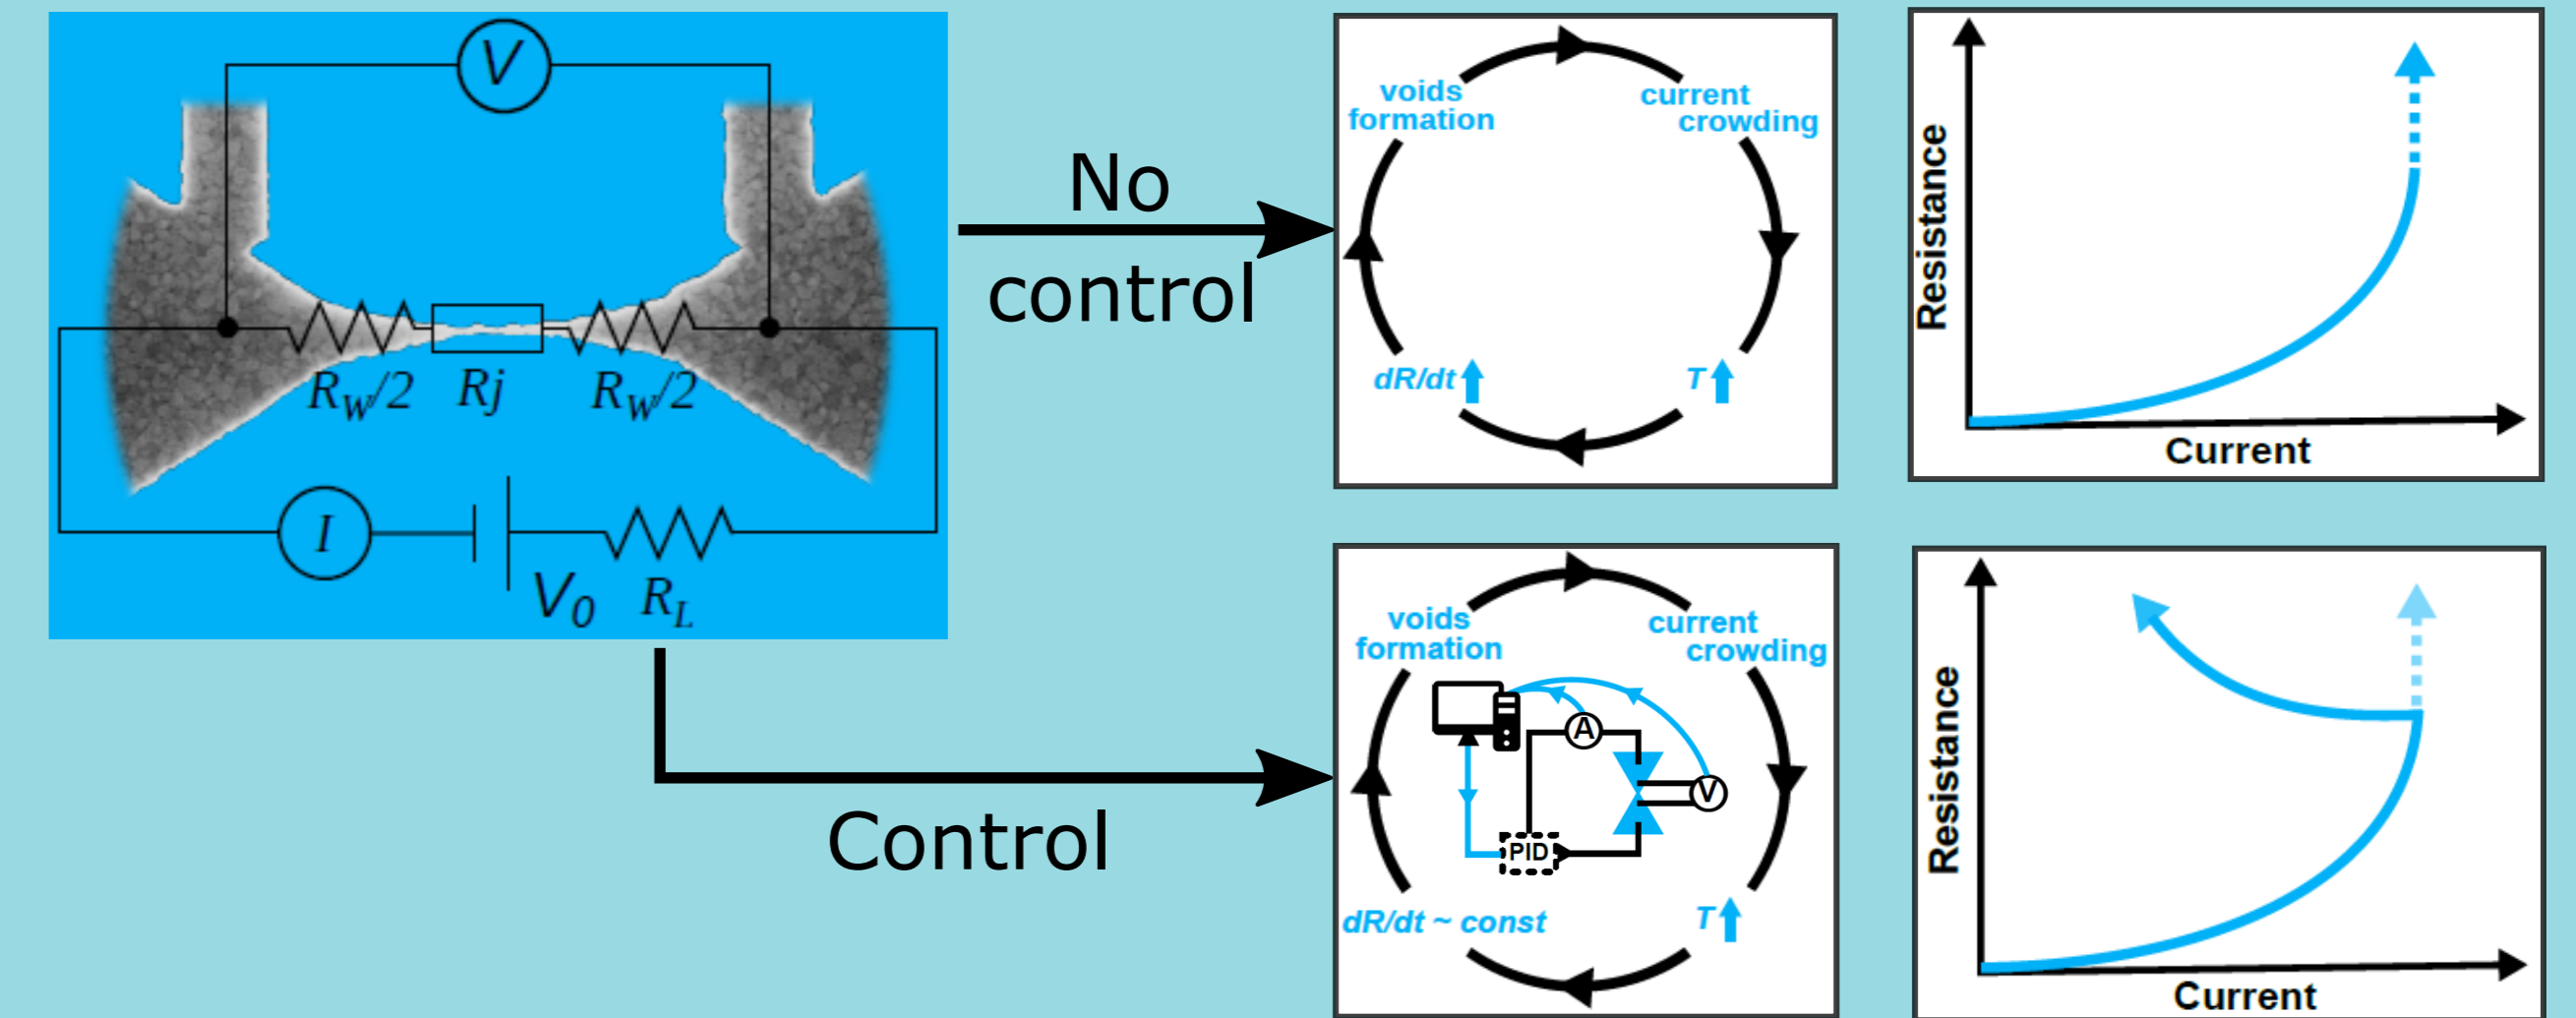 V
R_W/2
Rj
R_W/2
I
V_0
R_L
No
control
voids
formation
current
crowding
dR/dt
T
Resistance
Current
Control
voids
formation
current
crowding
A
V
PID
dR/dt ~ const
T
Resistance
Current